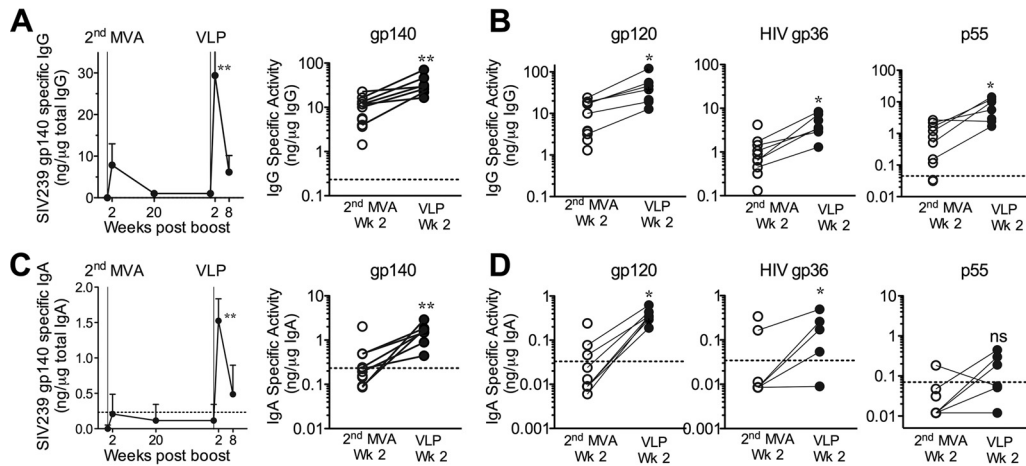 A
2nd MVA VLP
SIV239 gp140 specific IgG
(ng/µg total IgG)
30
20
10
0
2 20 2 8
Weeks post boost
**
gp140
IgG Specific Activity
(ng/µg IgG)
100
10
1
0.1
**
2nd MVA VLP
Wk 2 Wk 2
B
gp120
IgG Specific Activity
(ng/µg IgG)
100
10
1
0.1
*
2nd MVA VLP
Wk 2 Wk 2
HIV gp36
100
10
1
0.1
*
2nd MVA VLP
Wk 2 Wk 2
p55
100
10
1
0.1
0.01
*
2nd MVA VLP
Wk 2 Wk 2
C
2nd MVA VLP
SIV239 gp140 specific IgA
(ng/µg total IgA)
2.0
1.5
1.0
0.5
0.0
2 20 2 8
Weeks post boost
**
gp140
IgA Specific Activity
(ng/µg IgA)
10
1
0.1
0.01
**
2nd MVA VLP
Wk 2 Wk 2
D
gp120
IgA Specific Activity
(ng/µg IgA)
1
0.1
0.01
0.001
*
2nd MVA VLP
Wk 2 Wk 2
HIV gp36
1
0.1
0.01
0.001
*
2nd MVA VLP
Wk 2 Wk 2
p55
10
1
0.1
0.01
ns
2nd MVA VLP
Wk 2 Wk 2